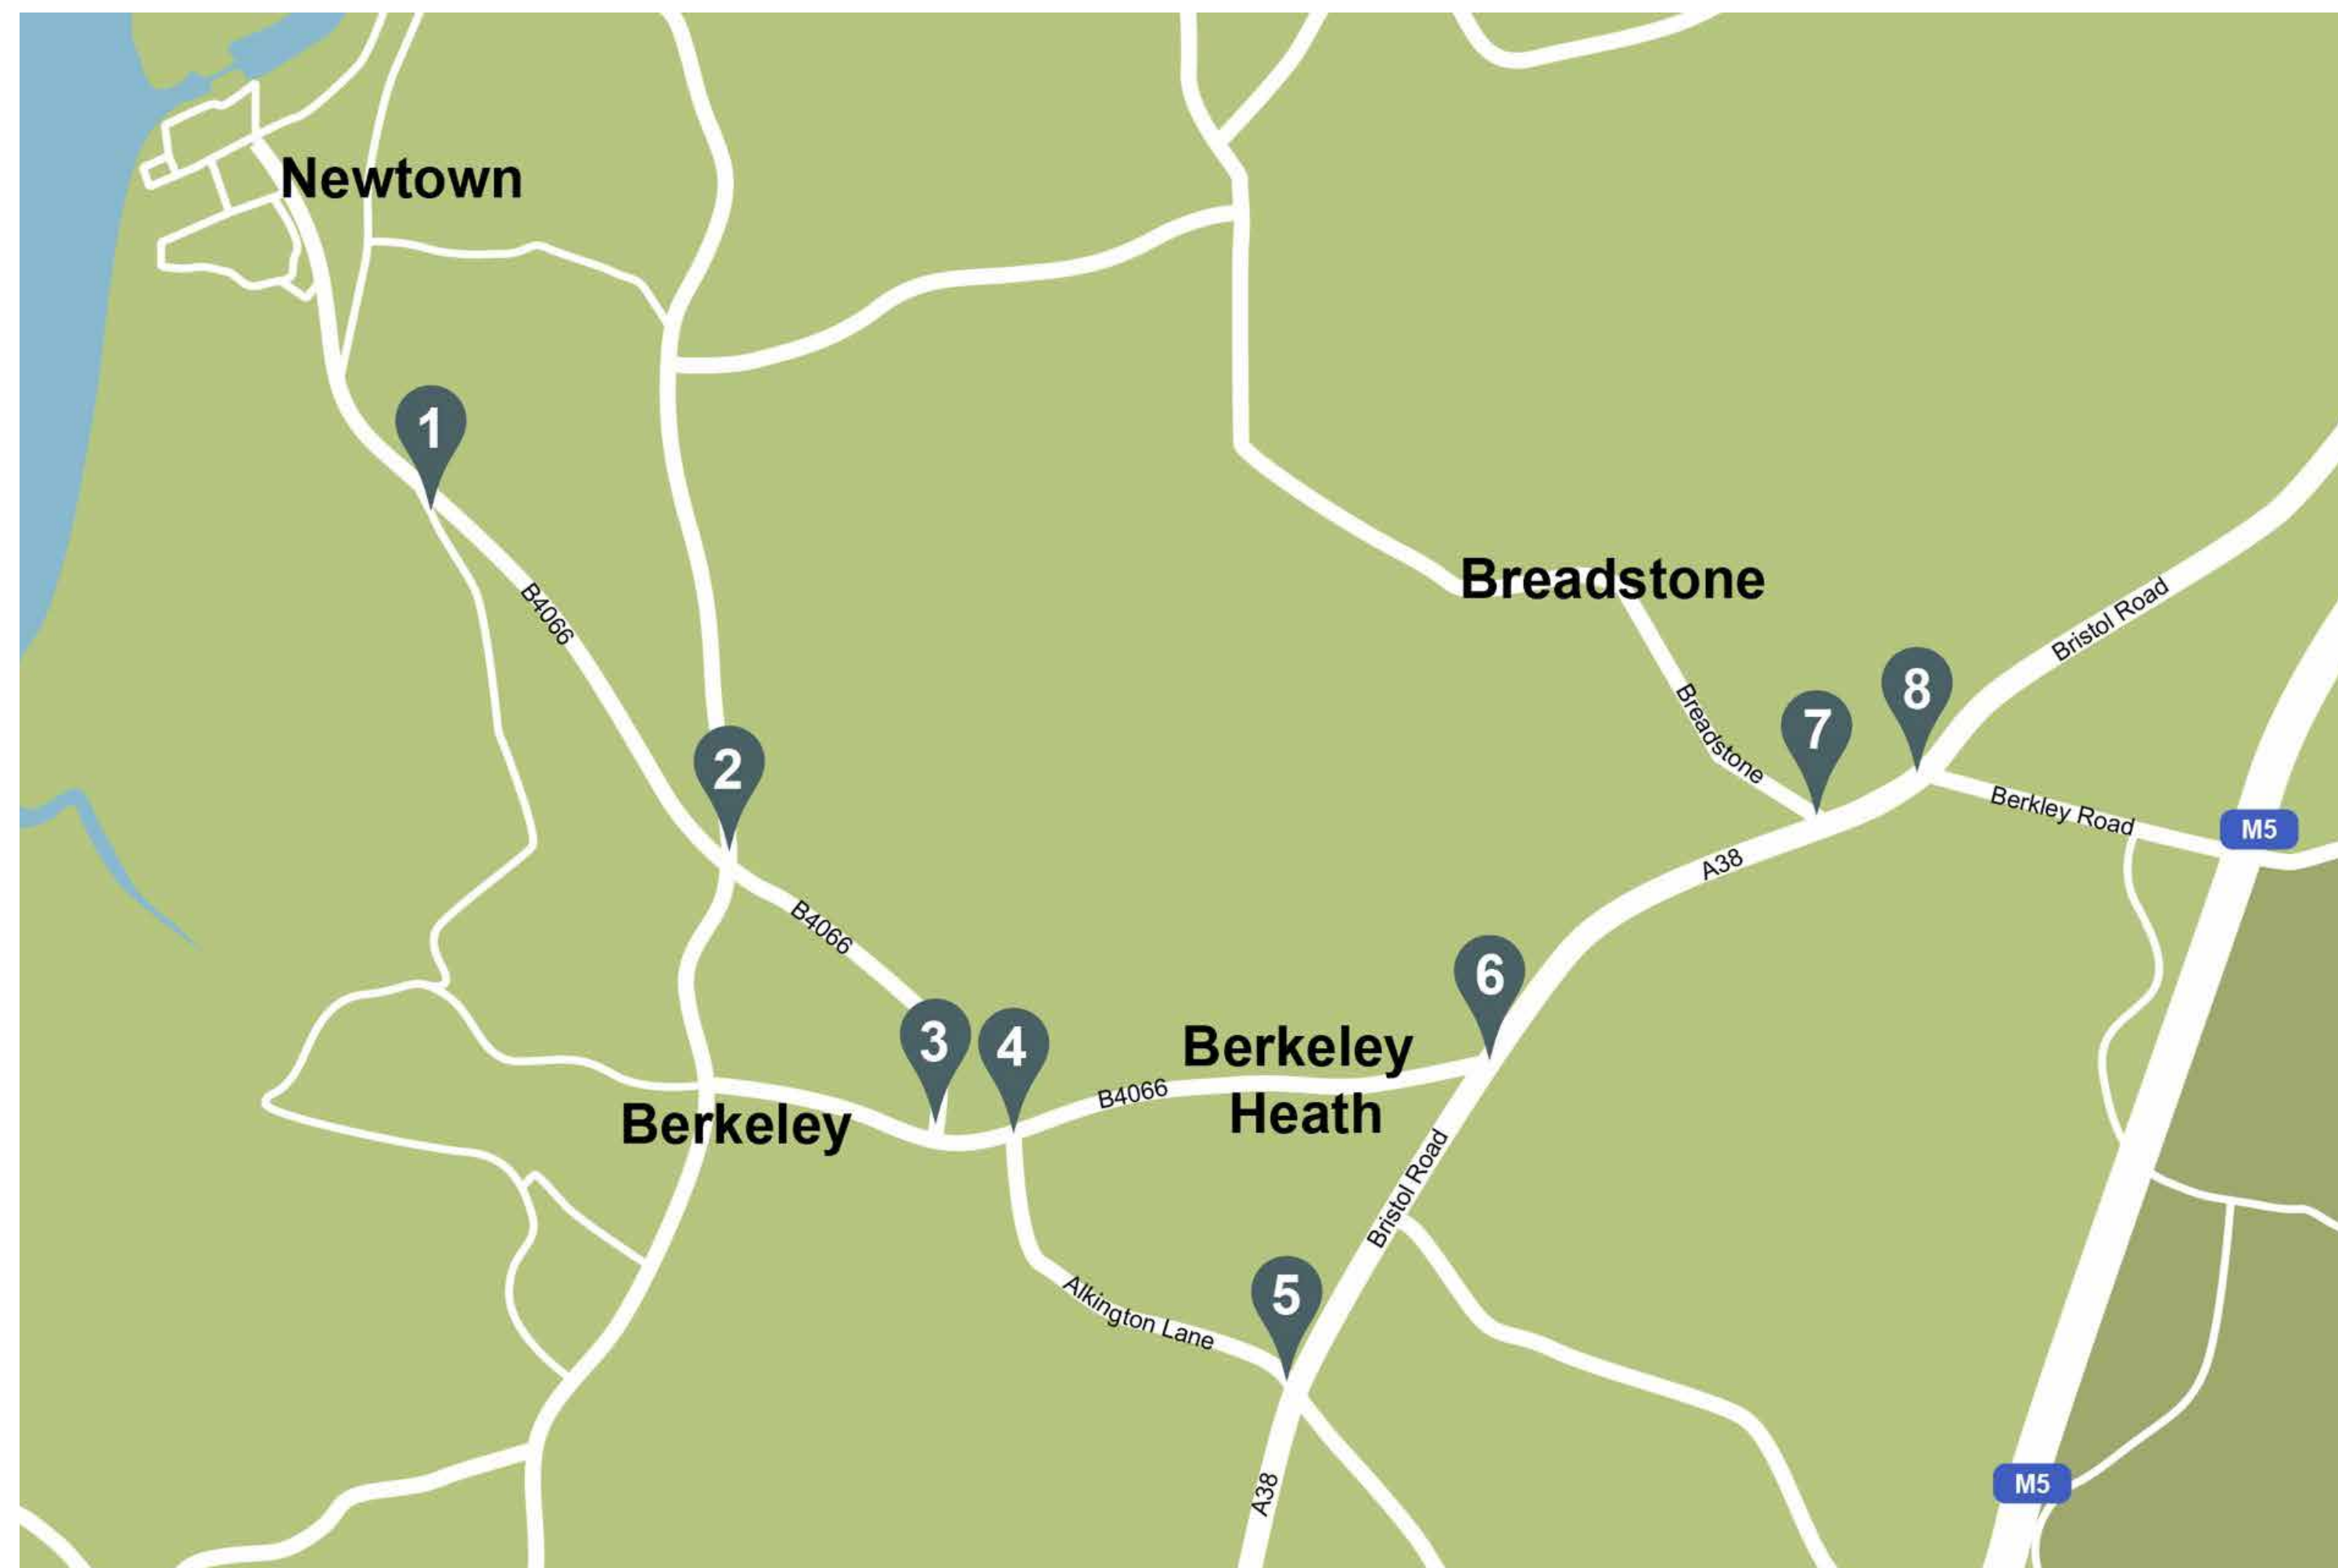 Newtown
1
B4066
Breadstone
Bristol Road
8
7
Breadstone
2
Berkley Road
M5
A38
B4066
6
3
4
Berkeley
Heath
B4066
Berkeley
Bristol Road
5
Alkington Lane
A38
M5